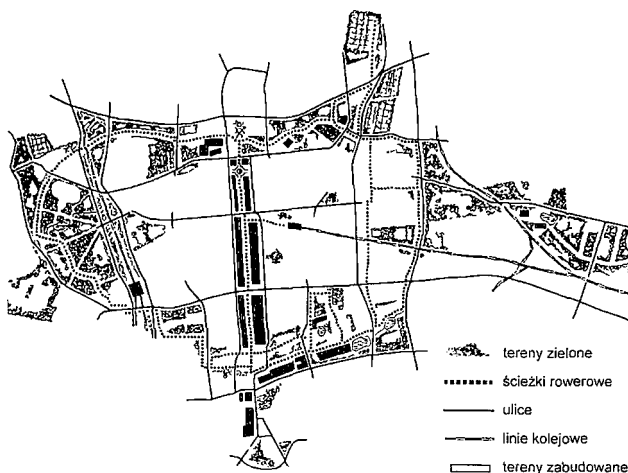 tereny zielone
ścieżki rowerowe
ulice
linie kolejowe
tereny zabudowane